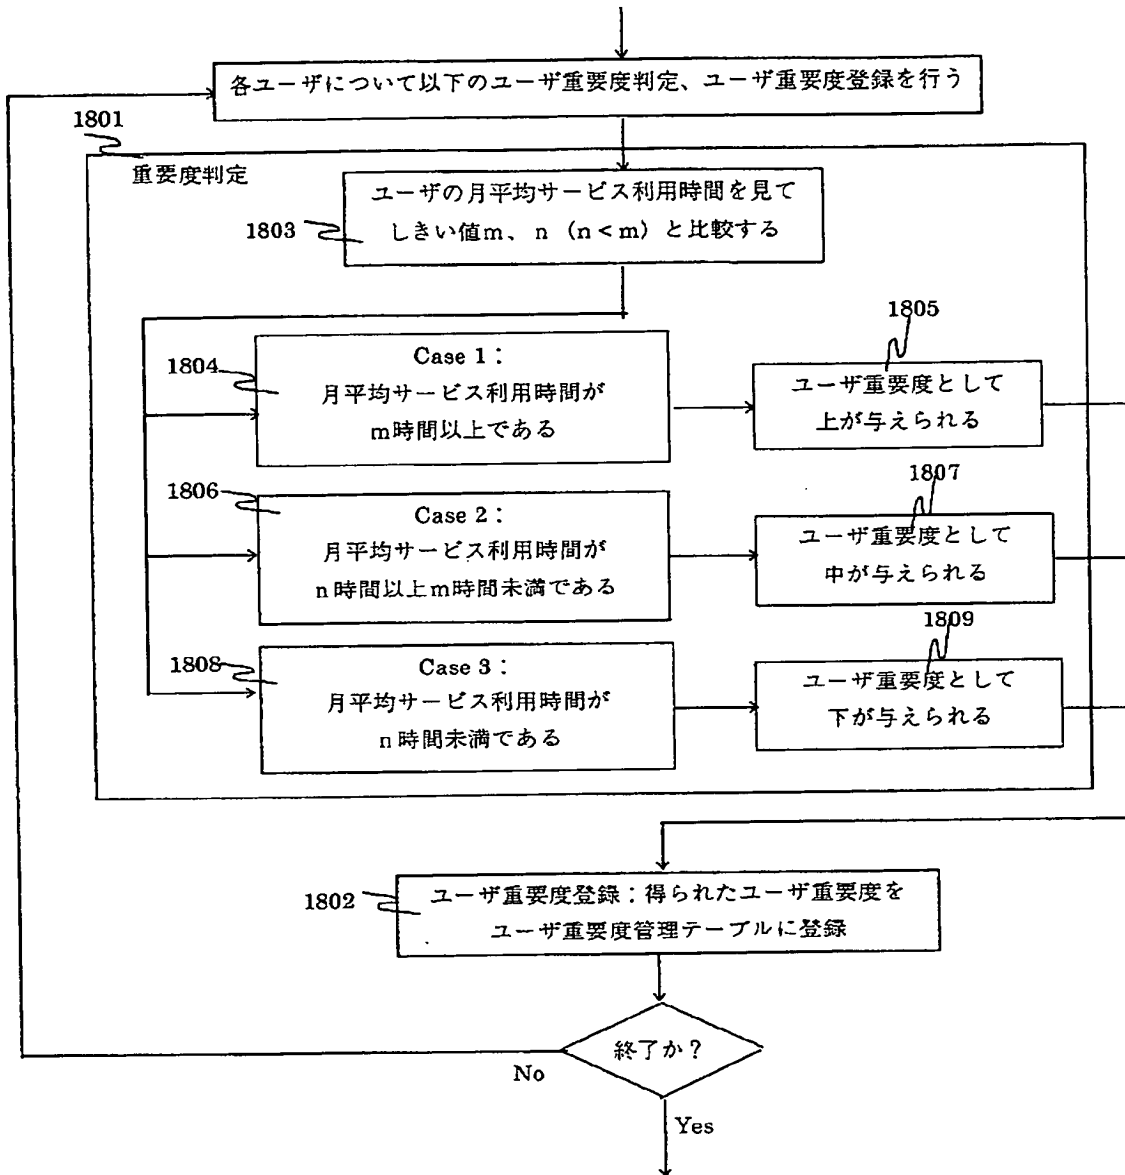 各ユーザについて以下のユーザ重要度判定、ユーザ重要度登録を行う
1801
重要度判定
ユーザの月平均サービス利用時間を見て
しきい値m、n（n＜m）と比較する
1803
1804
Case 1：
月平均サービス利用時間が
m時間以上である
1805
ユーザ重要度として
上が与えられる
1806
Case 2：
月平均サービス利用時間が
n時間以上m時間未満である
1807
ユーザ重要度として
中が与えられる
1808
Case 3：
月平均サービス利用時間が
n時間未満である
1809
ユーザ重要度として
下が与えられる
1802
ユーザ重要度登録：得られたユーザ重要度を
ユーザ重要度管理テーブルに登録
終了か？
No
Yes